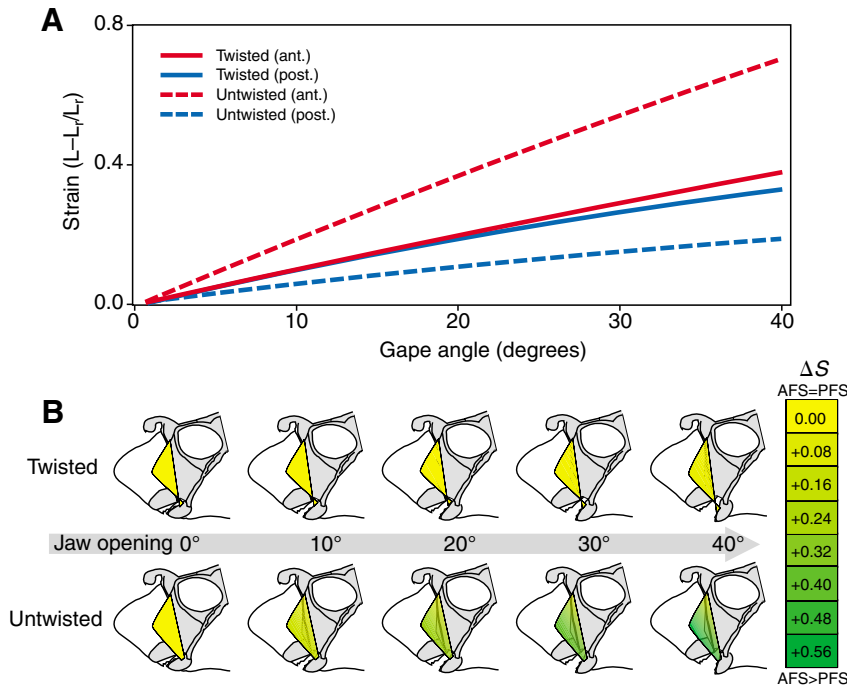 A
Strain (L–Lr/Lr)
0.8
0.4
0.0
Twisted (ant.)
Twisted (post.)
Untwisted (ant.)
Untwisted (post.)
0 10 20 30 40
Gape angle (degrees)
B
Twisted
Jaw opening 0° 10° 20° 30° 40°
Untwisted
ΔS
AFS=PFS
0.00
+0.08
+0.16
+0.24
+0.32
+0.40
+0.48
+0.56
AFS>PFS